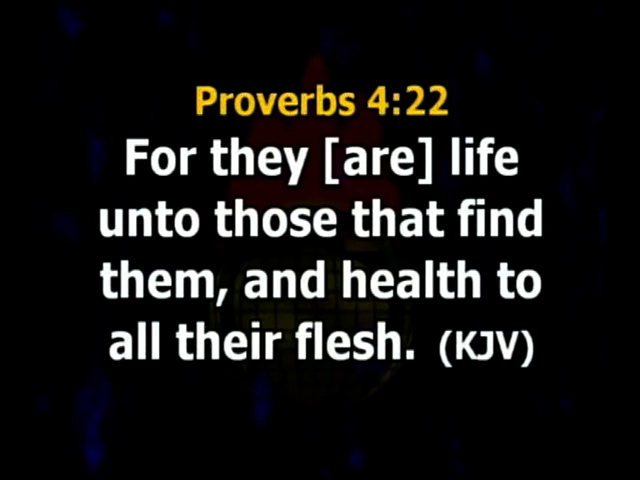 Proverbs 4:22
For they [are] life
unto those that find
them, and health to
all their flesh. (KJV)